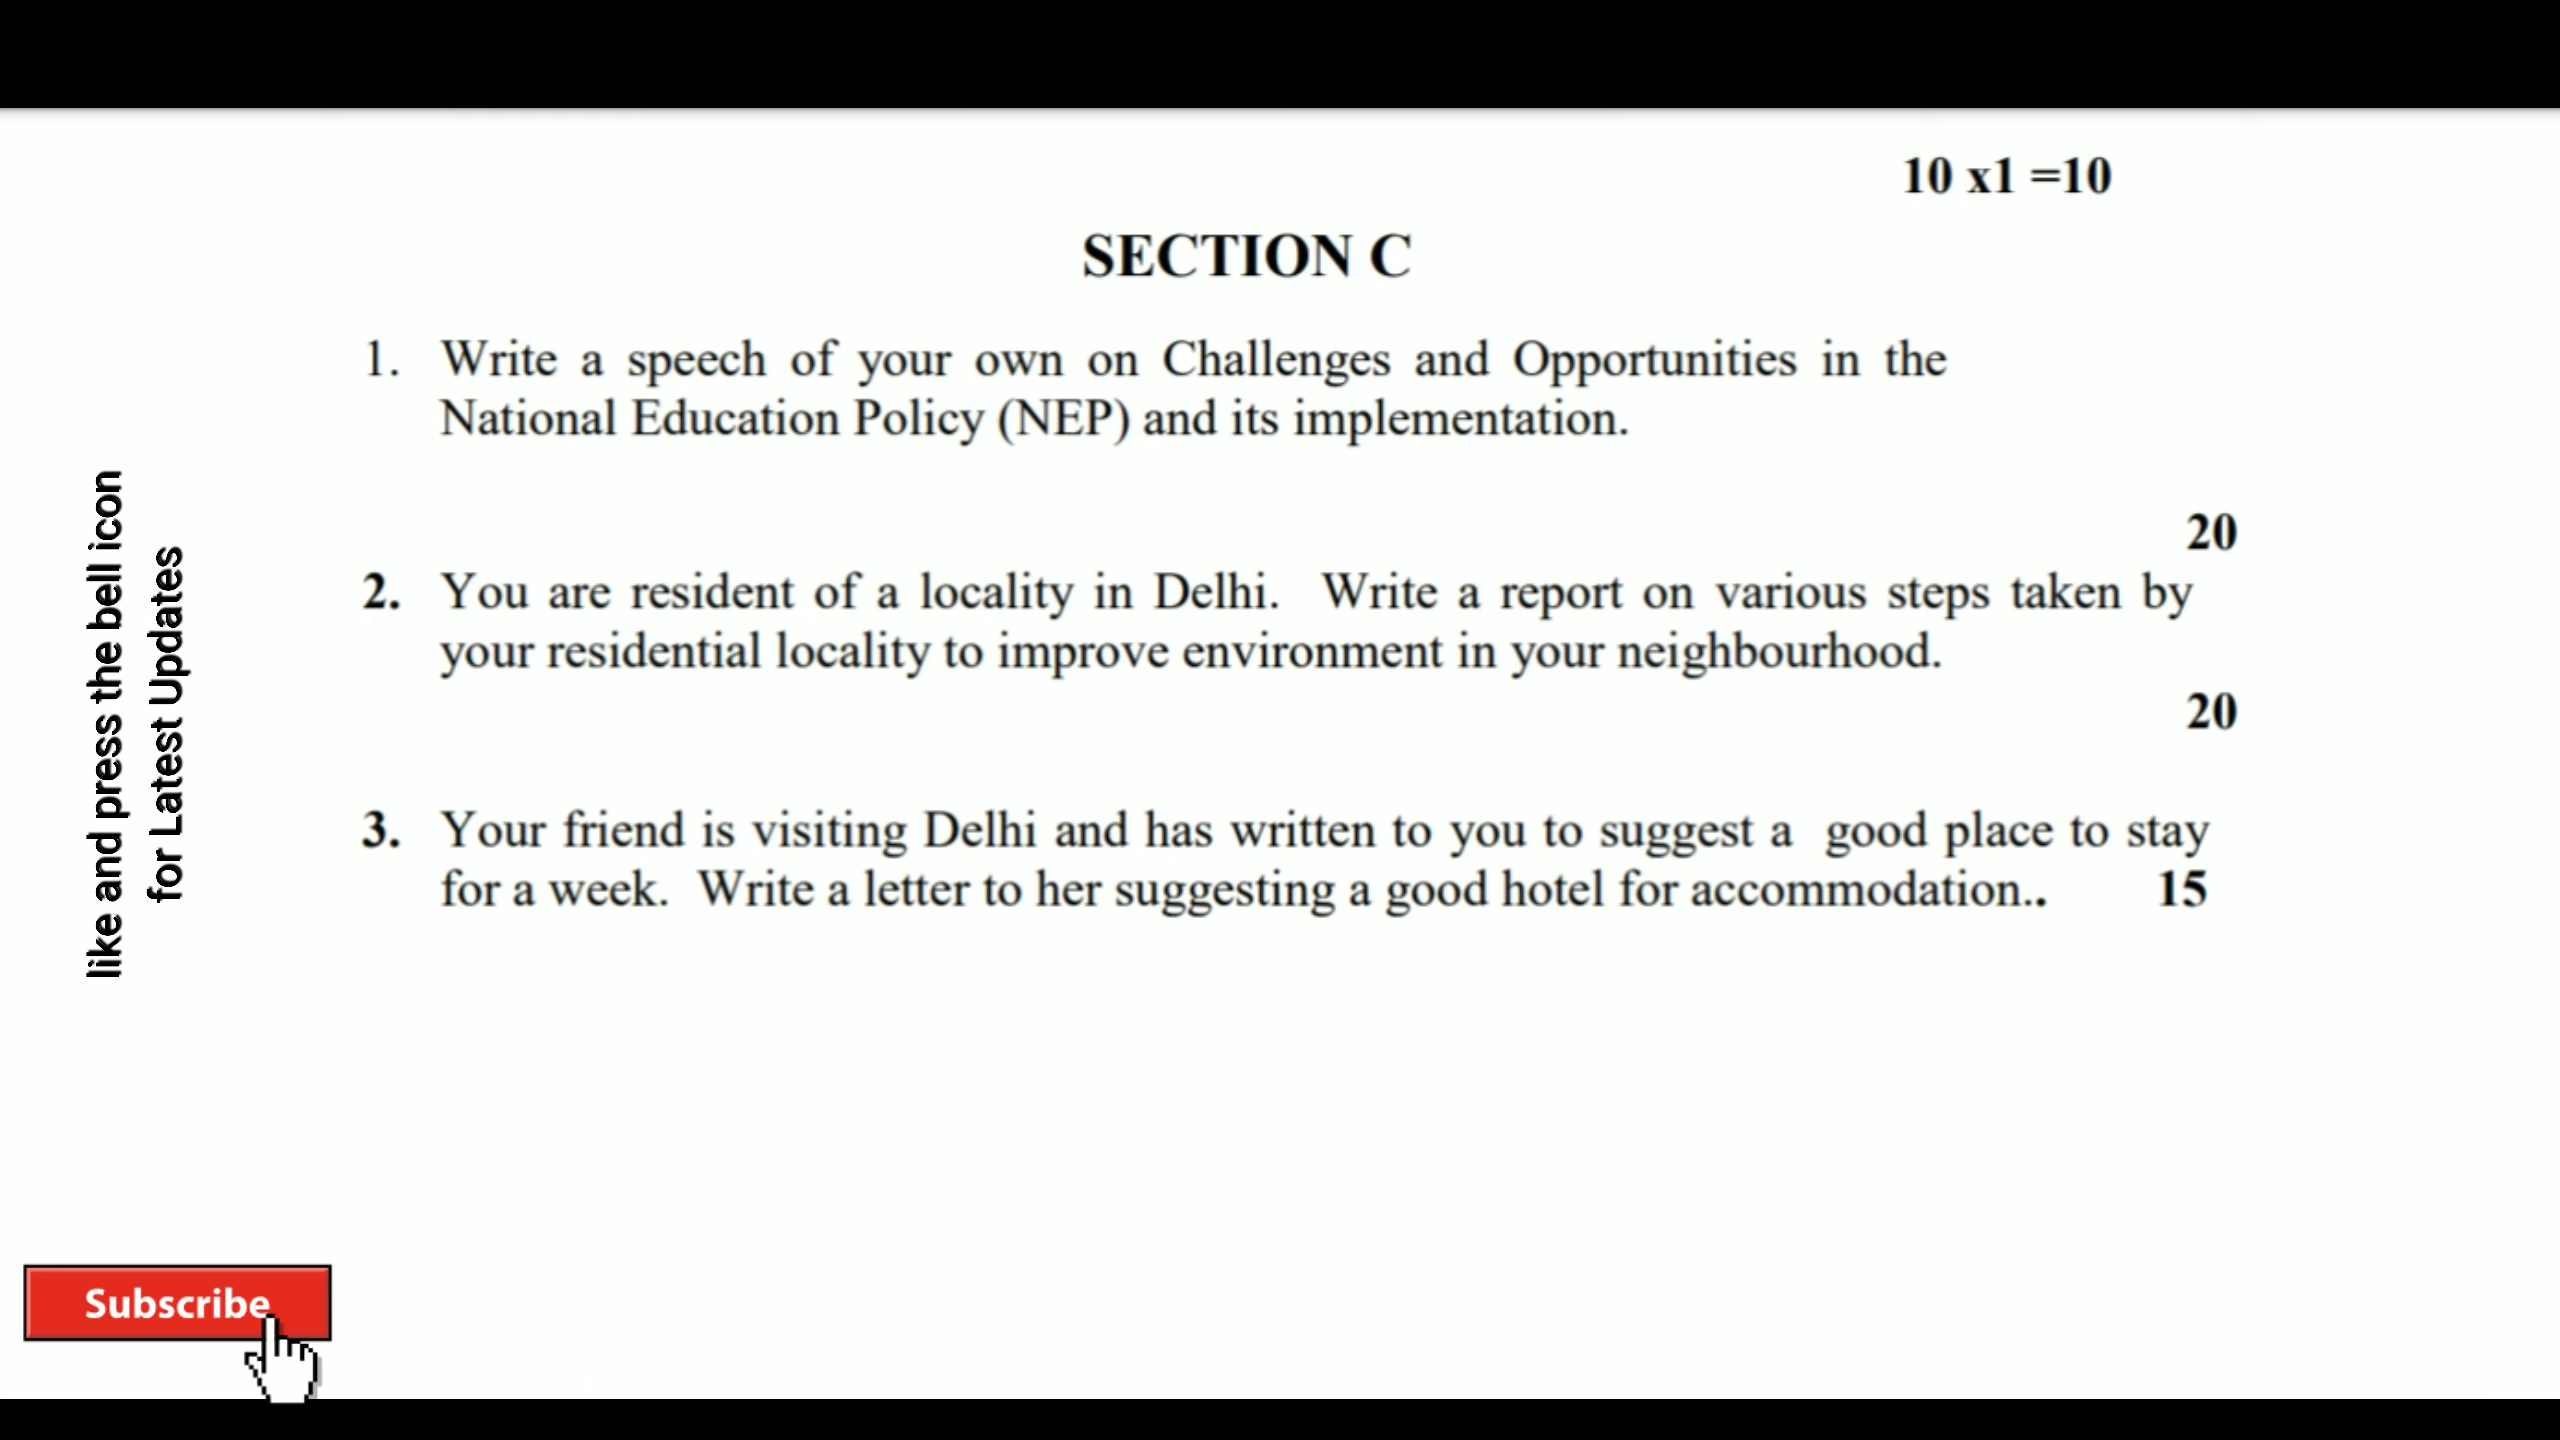 10 x1 =10
SECTION C
1. Write a speech of your own on Challenges and Opportunities in the
National Education Policy (NEP) and its implementation.
20
2. You are resident of a locality in Delhi. Write a report on various steps taken by
your residential locality to improve environment in your neighbourhood.
20
3. Your friend is visiting Delhi and has written to you to suggest a good place to stay
for a week. Write a letter to her suggesting a good hotel for accommodation.. 15
like and press the bell icon
for Latest Updates
Subscribe